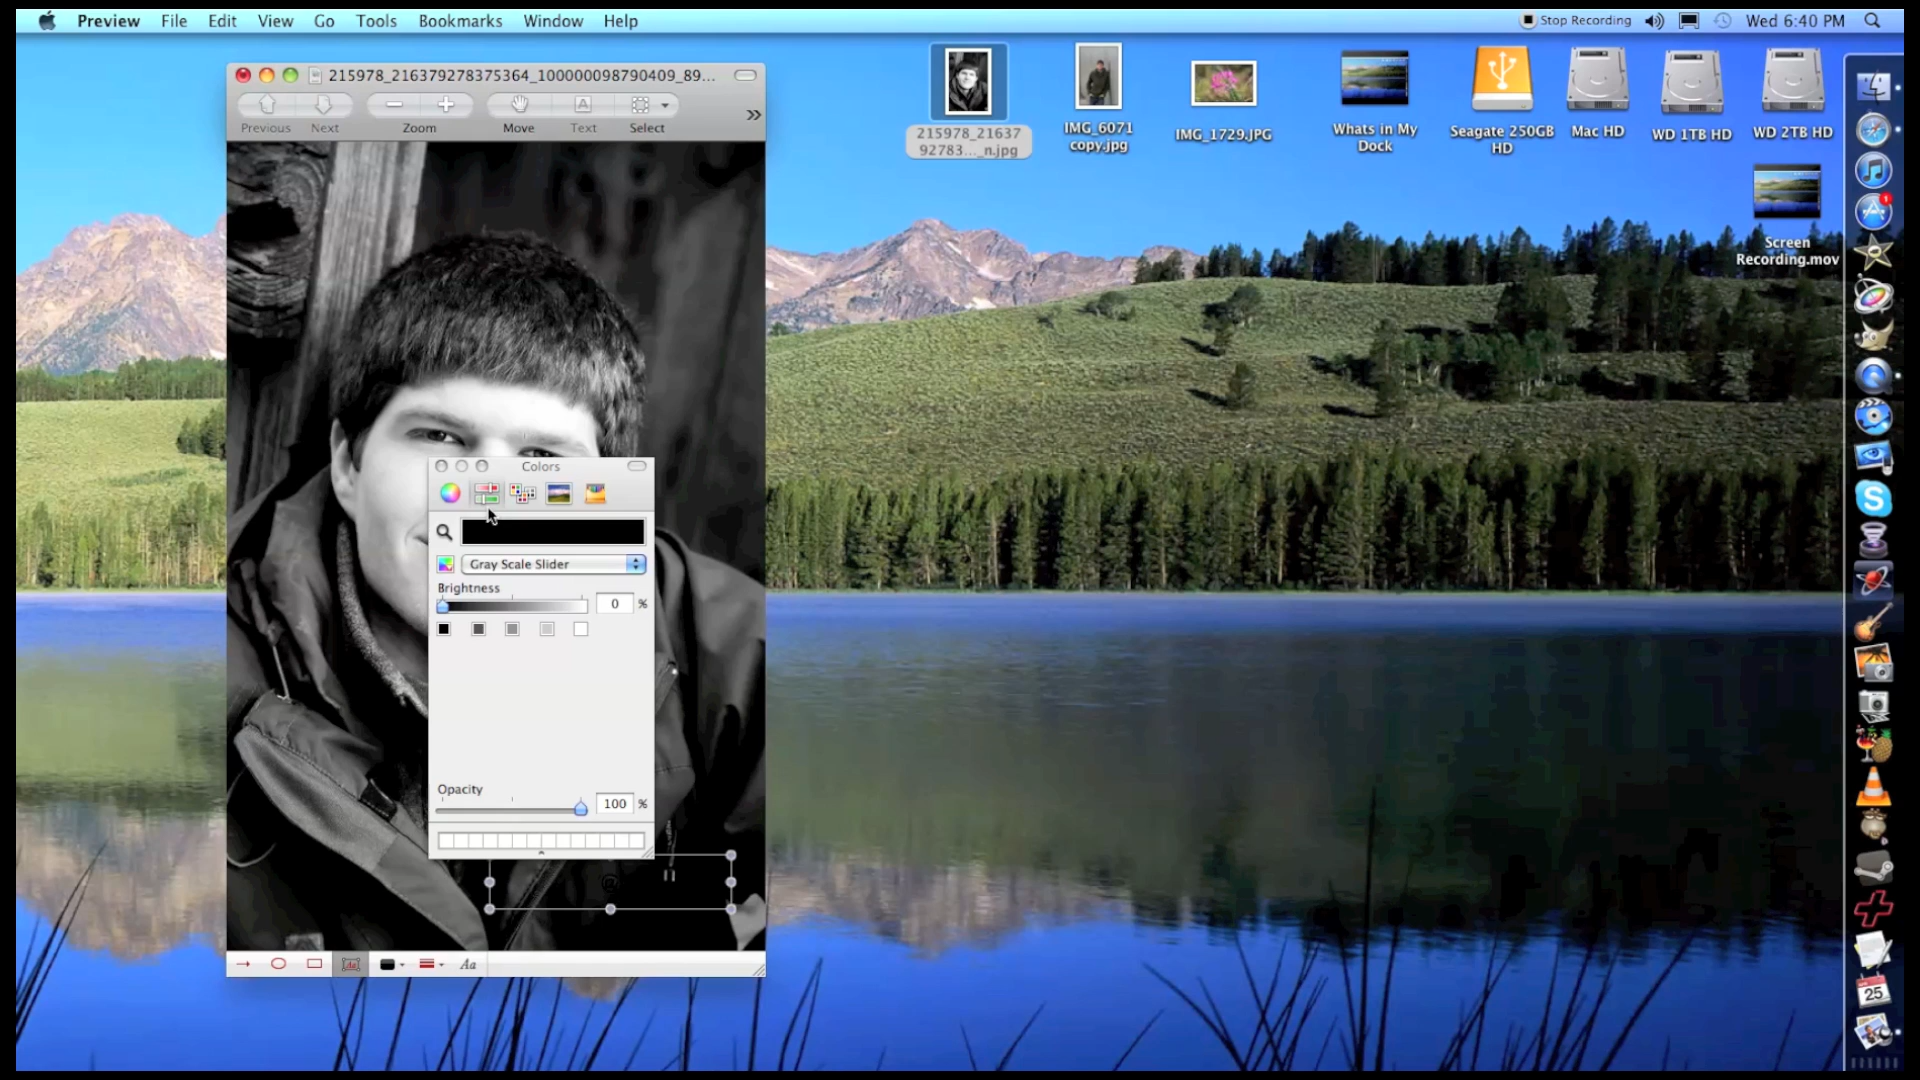 Preview File Edit View Go Tools Bookmarks Window Help
Stop Recording Wed 6:40 PM
215978_216379278375364_100000098790409_89...
Previous Next Zoom Move Text Select
Colors
Gray Scale Slider
Brightness
0 %
Opacity
100 %
Aa
215978_21637
92783..._n.jpg
IMG_6071
copy.jpg
IMG_1729.JPG
Whats in My
Dock
Seagate 250GB
HD
Mac HD
WD 1TB HD
WD 2TB HD
Screen
Recording.mov
1
25